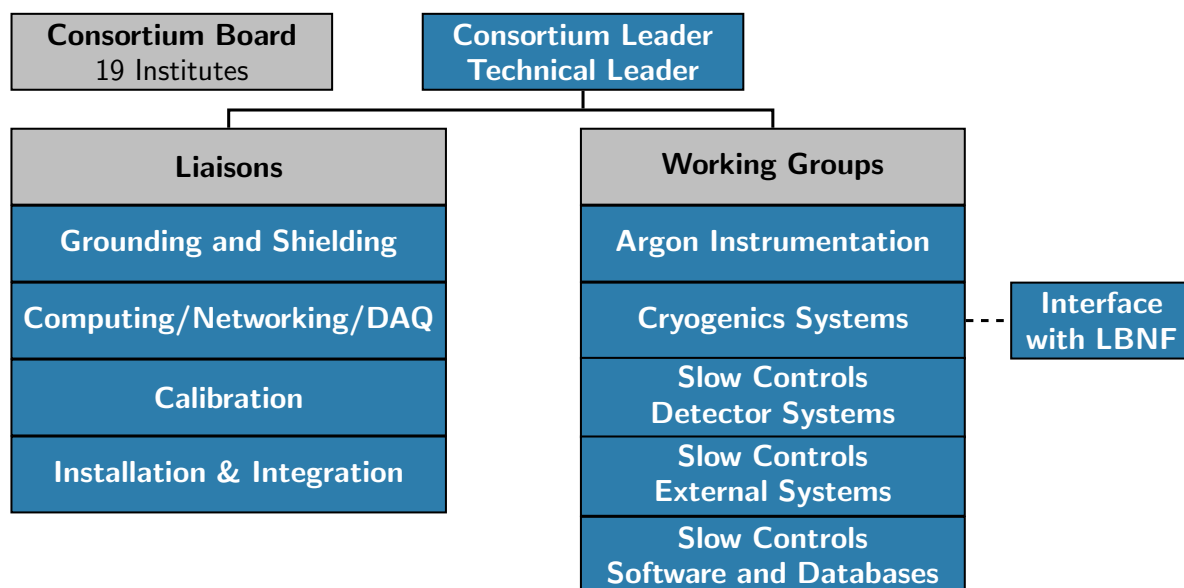 Consortium Board
19 Institutes
Consortium Leader
Technical Leader
Liaisons
Grounding and Shielding
Computing/Networking/DAQ
Calibration
Installation & Integration
Working Groups
Argon Instrumentation
Cryogenics Systems
Interface
with LBNF
Slow Controls
Detector Systems
Slow Controls
External Systems
Slow Controls
Software and Databases